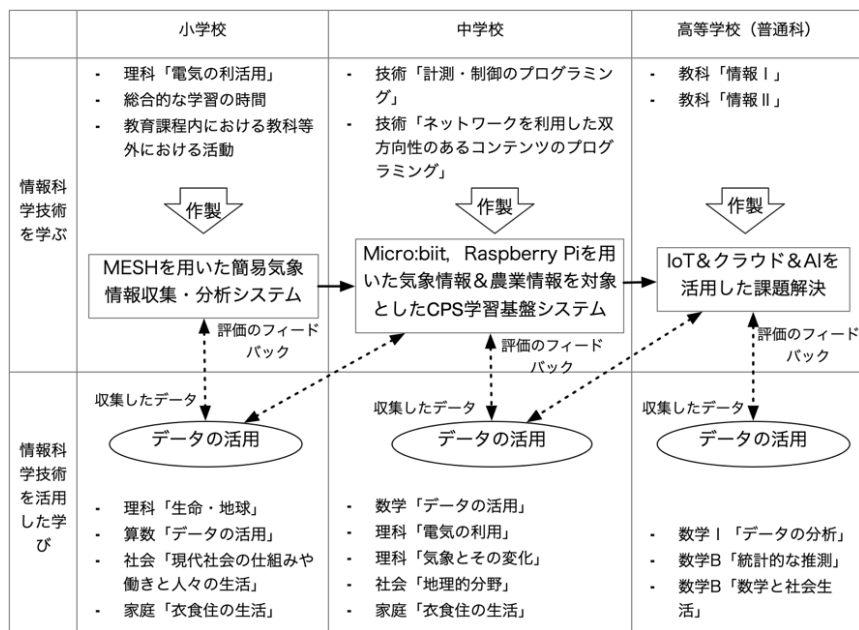 小学校
中学校
高等学校（普通科）
情報科
学技術
を学ぶ
- 理科「電気の利活用」
- 総合的な学習の時間
- 教育課程内における教科等
外における活動
作製
MESHを用いた簡易気象
情報収集・分析システム
- 技術「計測・制御のプログラミン
グ」
- 技術「ネットワークを利用した双
方向性のあるコンテンツのプログ
ラミング」
作製
Micro:biit，Raspberry Piを用
いた気象情報＆農業情報を対象
としたCPS学習基盤システム
- 教科「情報Ⅰ」
- 教科「情報Ⅱ」
作製
IoT＆クラウド＆AIを
活用した課題解決
評価のフィード
バック
評価のフィード
バック
評価のフィード
バック
情報科
学技術
を活用
した学
び
収集したデータ
データの活用
- 理科「生命・地球」
- 算数「データの活用」
- 社会「現代社会の仕組みや
働きと人々の生活」
- 家庭「衣食住の生活」
収集したデータ
データの活用
- 数学「データの活用」
- 理科「電気の利用」
- 理科「気象とその変化」
- 社会「地理的分野」
- 家庭「衣食住の生活」
収集したデータ
データの活用
- 数学Ⅰ「データの分析」
- 数学B「統計的な推測」
- 数学B「数学と社会生
活」